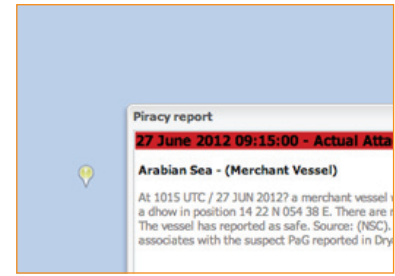 Piracy report
27 June 2012 09:15:00 - Actual Atta
Arabian Sea - (Merchant Vessel)
At 1015 UTC / 27 JUN 2012? a merchant vessel
a dhow in position 14 22 N 054 38 E. There are
The vessel has reported as safe. Source: (NSC).
associates with the suspect PaG reported in Dry